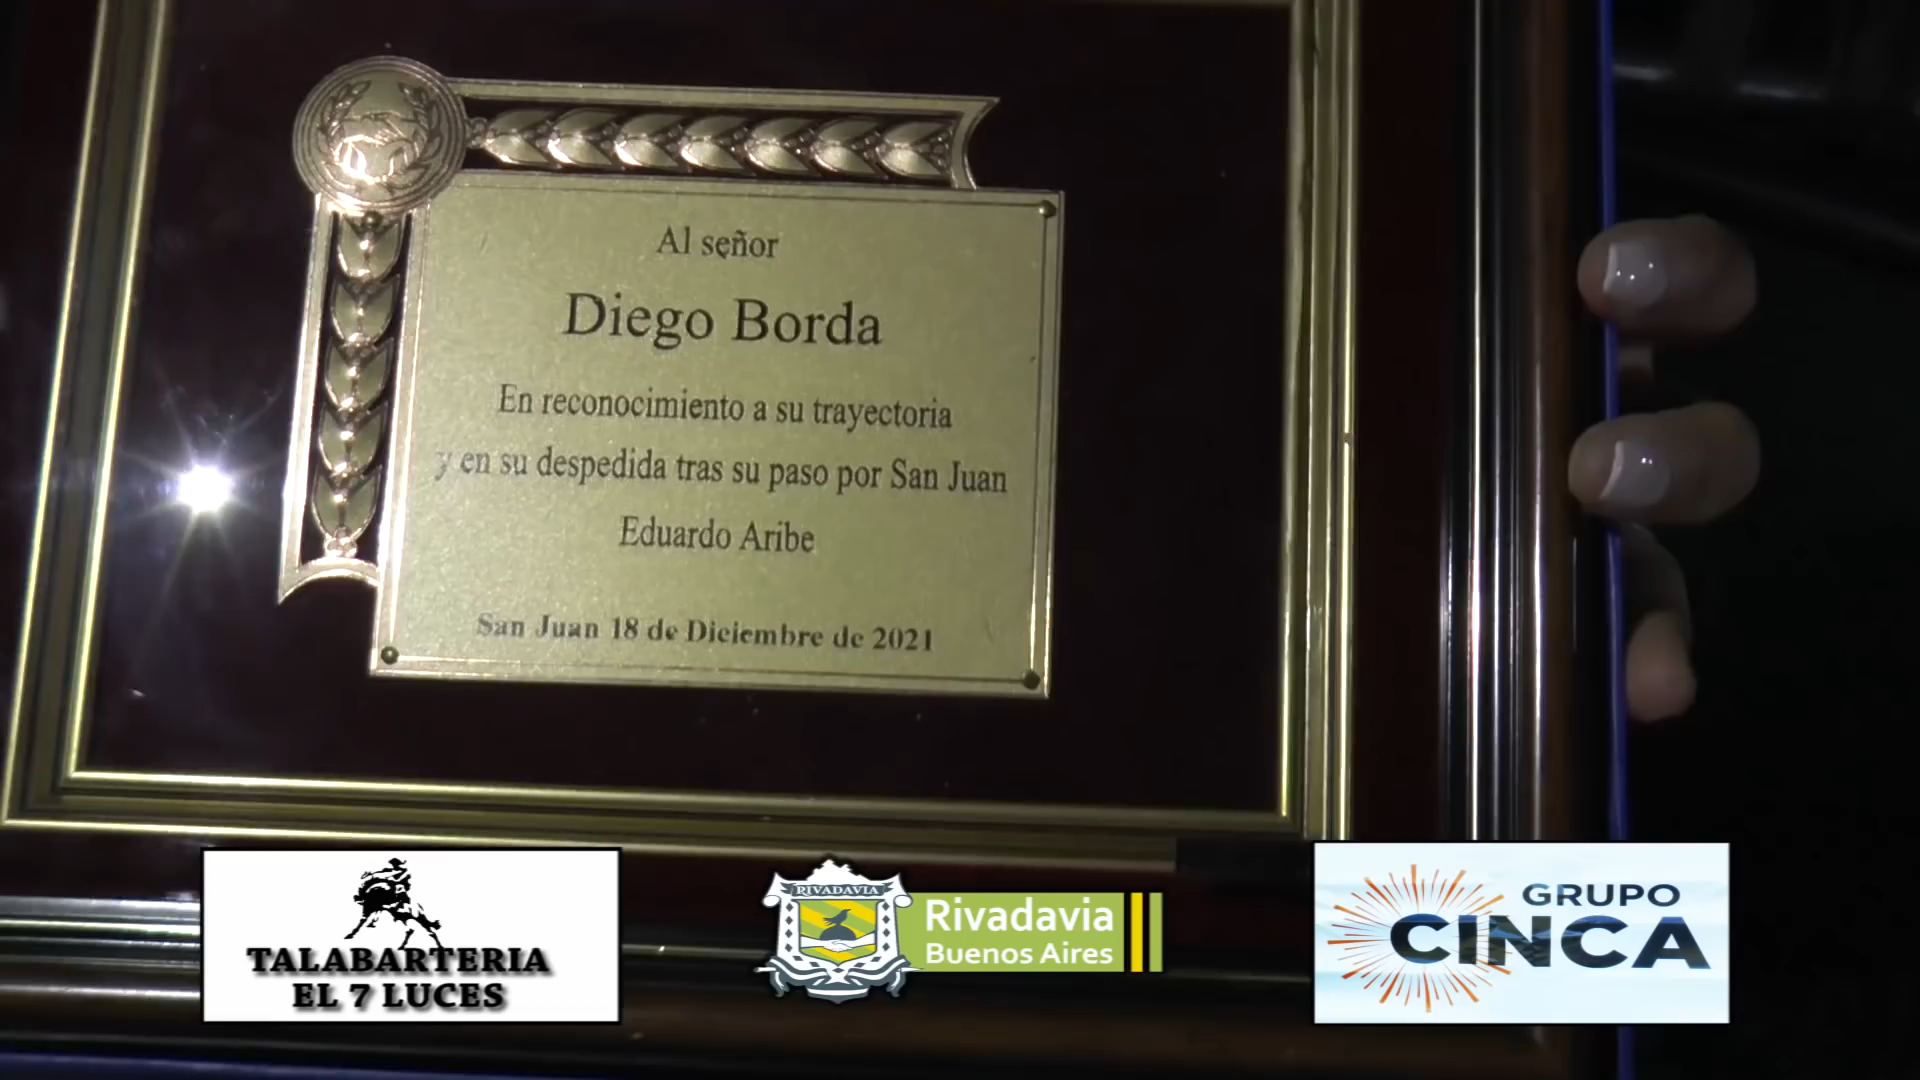 Al señor
Diego Borda
En reconocimiento a su trayectoria
y en su despedida tras su paso por San Juan
Eduardo Aribe
San Juan 18 de Diciembre de 2021
TALABARTERIA
EL 7 LUCES
RIVADAVIA
Rivadavia
Buenos Aires
GRUPO
CINCA